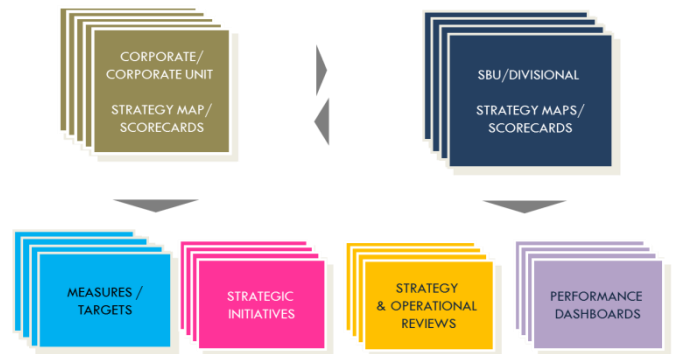 CORPORATE/
CORPORATE UNIT
STRATEGY MAP/
SCORECARDS
SBU/DIVISIONAL
STRATEGY MAPS/
SCORECARDS
MEASURES /
TARGETS
STRATEGIC
INITIATIVES
STRATEGY
& OPERATIONAL
REVIEWS
PERFORMANCE
DASHBOARDS